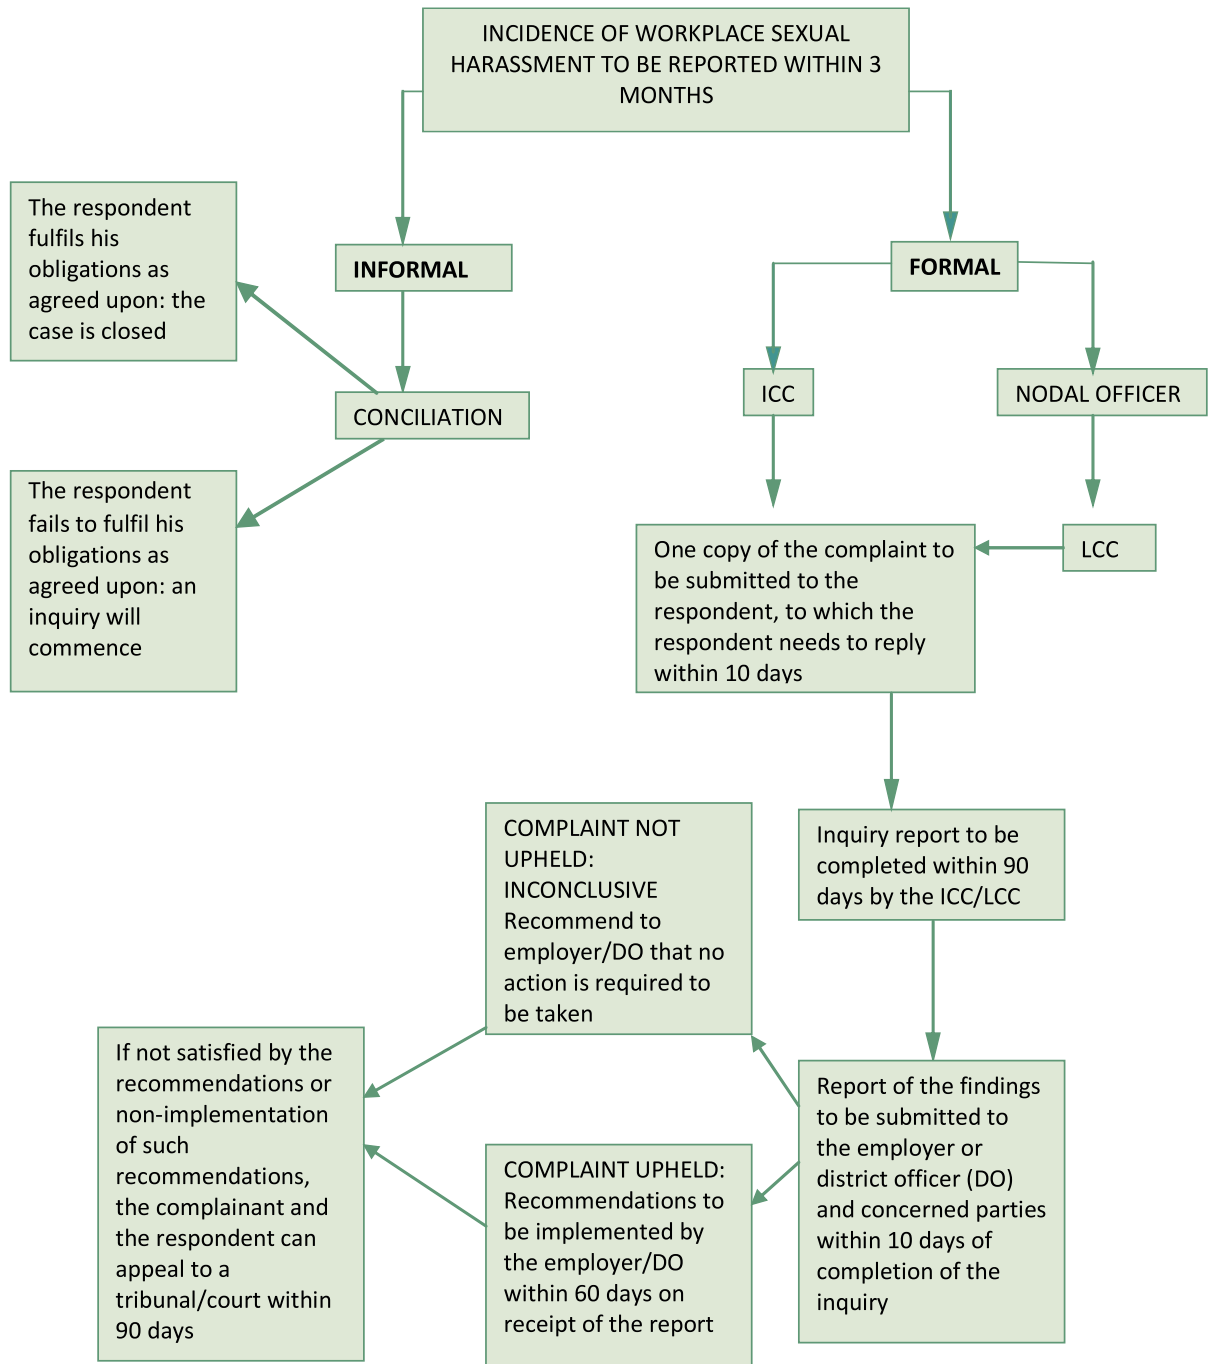 INCIDENCE OF WORKPLACE SEXUAL
HARASSMENT TO BE REPORTED WITHIN 3
MONTHS
The respondent
fulfils his
obligations as
agreed upon: the
case is closed
INFORMAL
FORMAL
CONCILIATION
ICC
NODAL OFFICER
The respondent
fails to fulfil his
obligations as
agreed upon: an
inquiry will
commence
One copy of the complaint to
be submitted to the
respondent, to which the
respondent needs to reply
within 10 days
LCC
Inquiry report to be
completed within 90
days by the ICC/LCC
COMPLAINT NOT
UPHELD:
INCONCLUSIVE
Recommend to
employer/DO that no
action is required to
be taken
Report of the findings
to be submitted to
the employer or
district officer (DO)
and concerned parties
within 10 days of
completion of the
inquiry
COMPLAINT UPHELD:
Recommendations to
be implemented by
the employer/DO
within 60 days on
receipt of the report
If not satisfied by the
recommendations or
non-implementation
of such
recommendations,
the complainant and
the respondent can
appeal to a
tribunal/court within
90 days